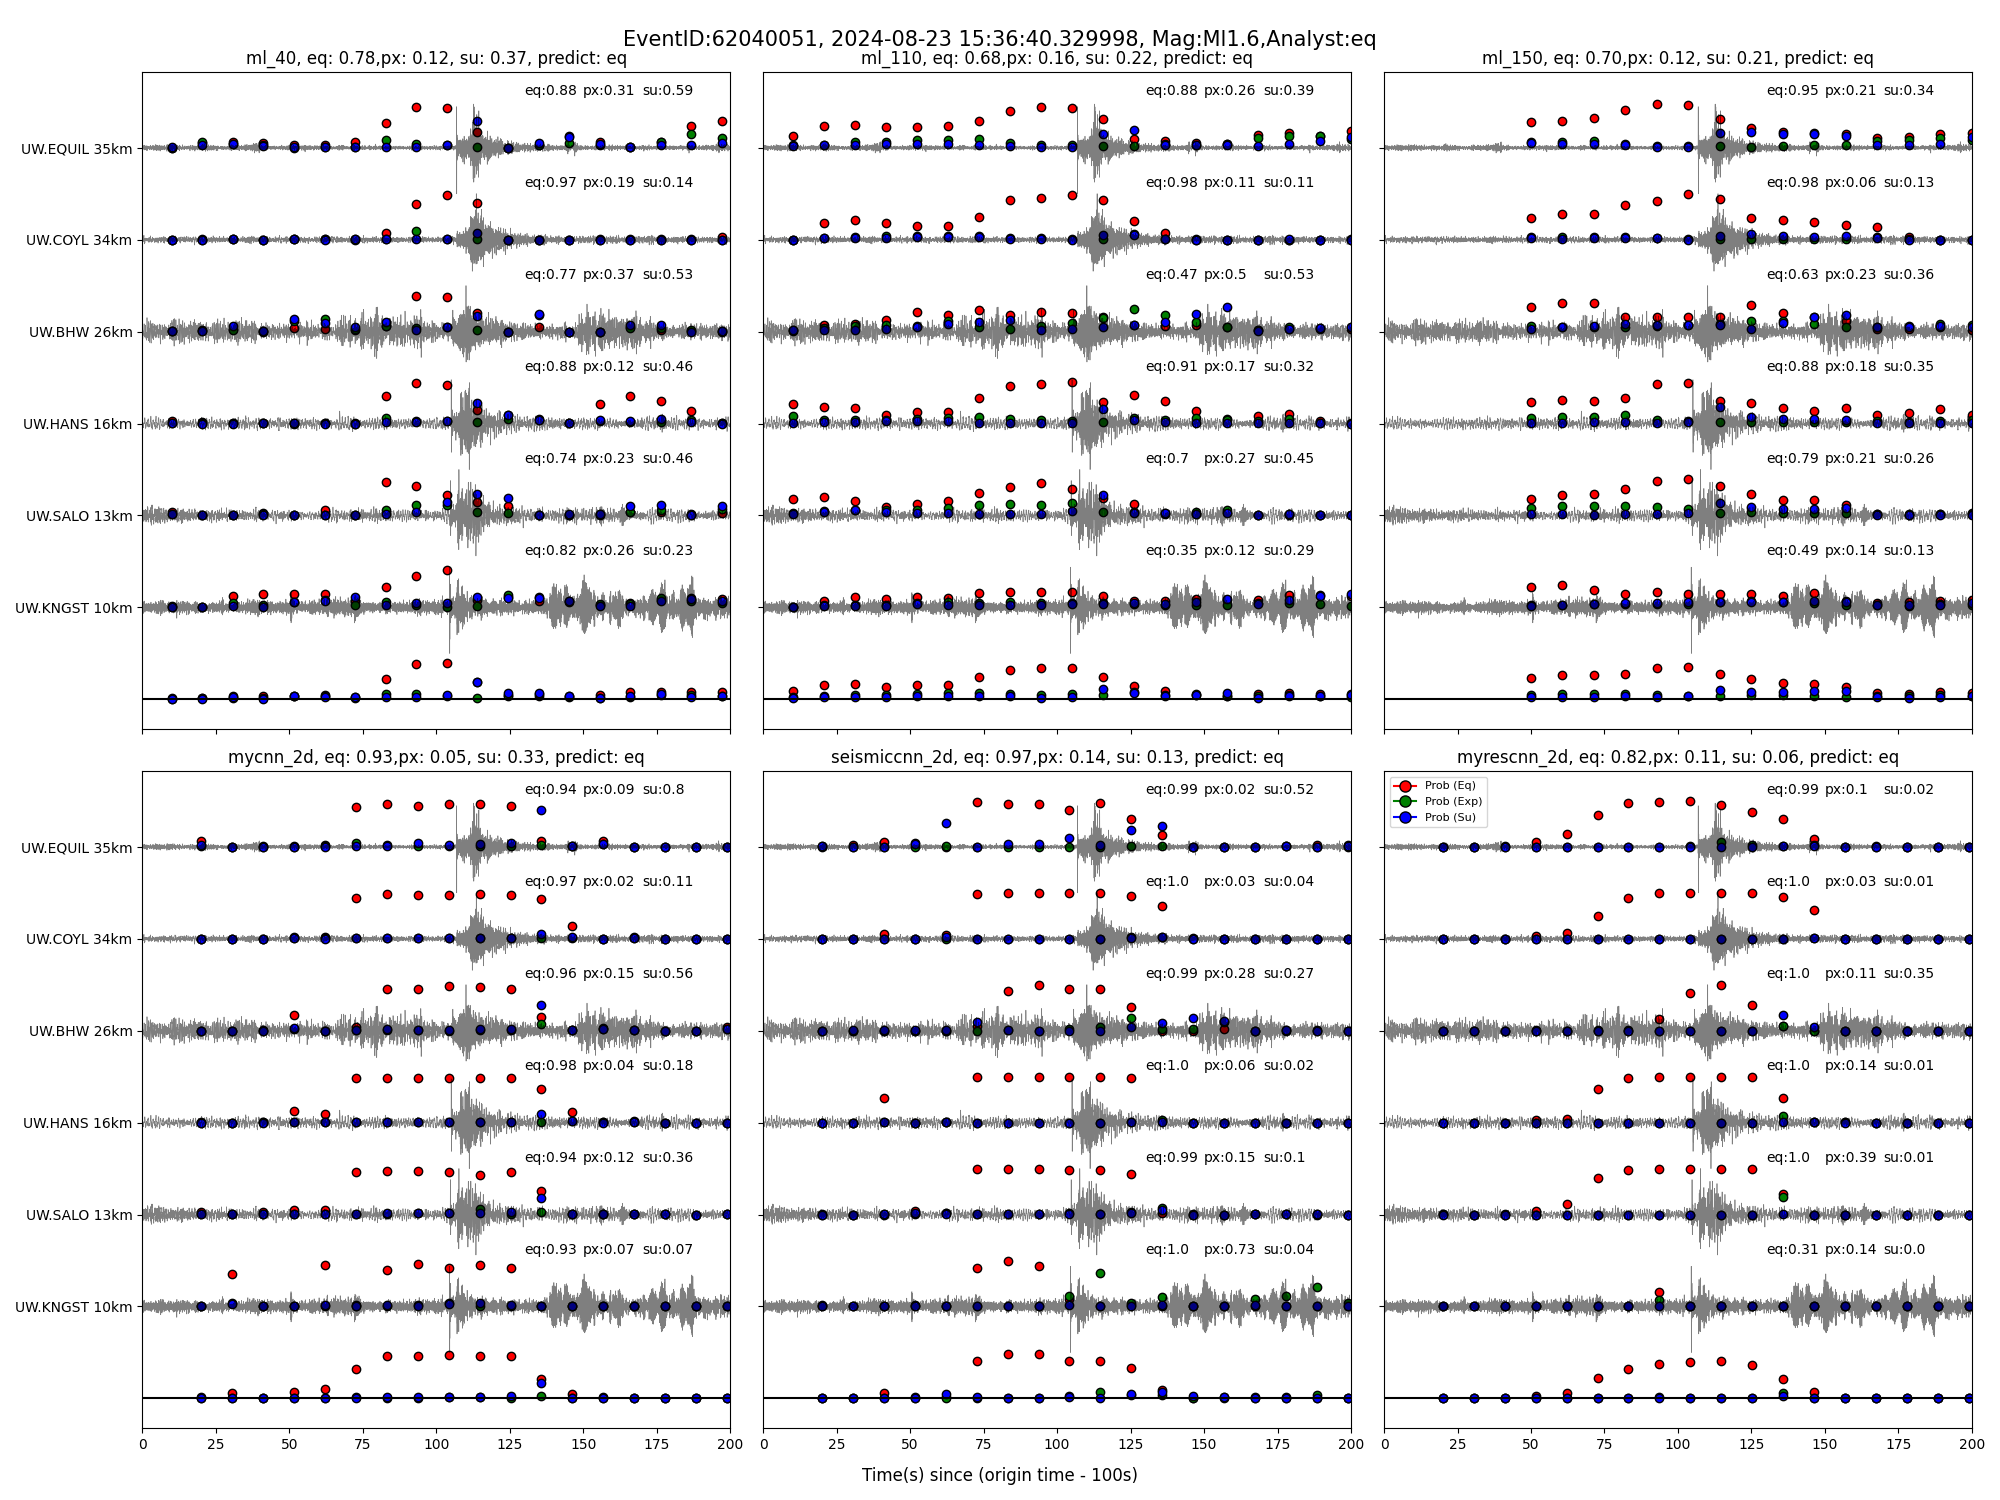 EventID:62040051, 2024-08-23 15:36:40.329998, Mag:Ml1.6,Analyst:eq
ml_40, eq: 0.78,px: 0.12, su: 0.37, predict: eq
eq:0.88 px:0.31 su:0.59
UW.EQUIL 35km
eq:0.97 px:0.19 su:0.14
UW.COYL 34km
eq:0.77 px:0.37 su:0.53
UW.BHW 26km
eq:0.88 px:0.12 su:0.46
UW.HANS 16km
eq:0.74 px:0.23 su:0.46
UW.SALO 13km
eq:0.82 px:0.26 su:0.23
UW.KNGST 10km
ml_110, eq: 0.68,px: 0.16, su: 0.22, predict: eq
eq:0.88 px:0.26 su:0.39
eq:0.98 px:0.11 su:0.11
eq:0.47 px:0.5 su:0.53
eq:0.91 px:0.17 su:0.32
eq:0.7 px:0.27 su:0.45
eq:0.35 px:0.12 su:0.29
ml_150, eq: 0.70,px: 0.12, su: 0.21, predict: eq
eq:0.95 px:0.21 su:0.34
eq:0.98 px:0.06 su:0.13
eq:0.63 px:0.23 su:0.36
eq:0.88 px:0.18 su:0.35
eq:0.79 px:0.21 su:0.26
eq:0.49 px:0.14 su:0.13
mycnn_2d, eq: 0.93,px: 0.05, su: 0.33, predict: eq
eq:0.94 px:0.09 su:0.8
UW.EQUIL 35km
eq:0.97 px:0.02 su:0.11
UW.COYL 34km
eq:0.96 px:0.15 su:0.56
UW.BHW 26km
eq:0.98 px:0.04 su:0.18
UW.HANS 16km
eq:0.94 px:0.12 su:0.36
UW.SALO 13km
eq:0.93 px:0.07 su:0.07
UW.KNGST 10km
0 25 50 75 100 125 150 175 200
seismiccnn_2d, eq: 0.97,px: 0.14, su: 0.13, predict: eq
eq:0.99 px:0.02 su:0.52
eq:1.0 px:0.03 su:0.04
eq:0.99 px:0.28 su:0.27
eq:1.0 px:0.06 su:0.02
eq:0.99 px:0.15 su:0.1
eq:1.0 px:0.73 su:0.04
0 25 50 75 100 125 150 175 200
myrescnn_2d, eq: 0.82,px: 0.11, su: 0.06, predict: eq
Prob (Eq)
Prob (Exp)
Prob (Su)
eq:0.99 px:0.1 su:0.02
eq:1.0 px:0.03 su:0.01
eq:1.0 px:0.11 su:0.35
eq:1.0 px:0.14 su:0.01
eq:1.0 px:0.39 su:0.01
eq:0.31 px:0.14 su:0.0
0 25 50 75 100 125 150 175 200
Time(s) since (origin time - 100s)